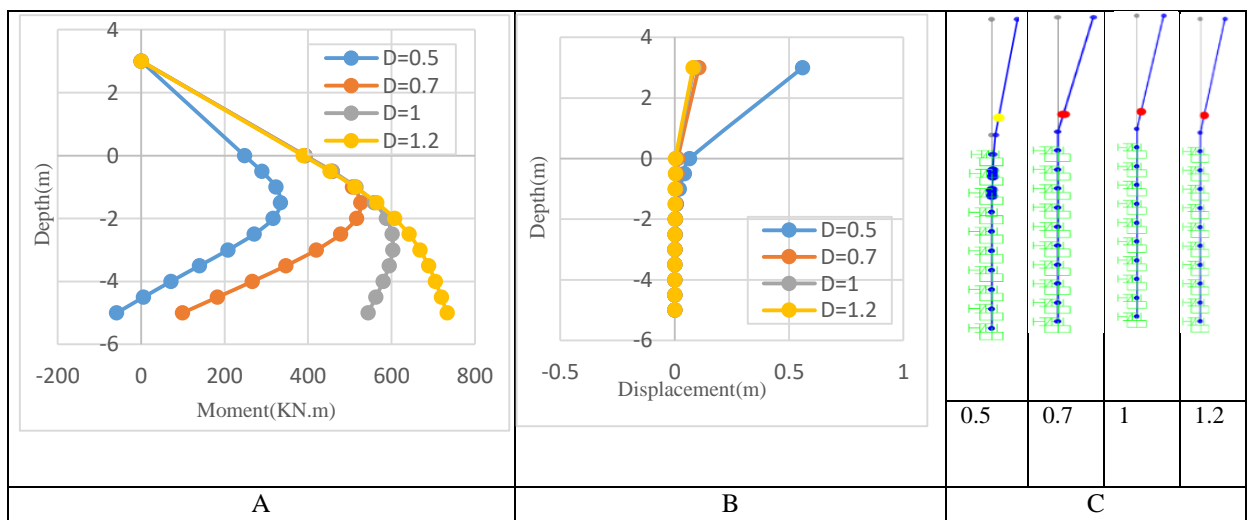 4
2
0
-2
-4
-6
-200
0
200
400
600
800
Depth(m)
Moment(KN.m)
D=0.5
D=0.7
D=1
D=1.2
4
2
0
-2
-4
-6
-0.5
0
0.5
1
Depth(m)
Displacement(m)
D=0.5
D=0.7
D=1
D=1.2
0.5
0.7
1
1.2
A
B
C